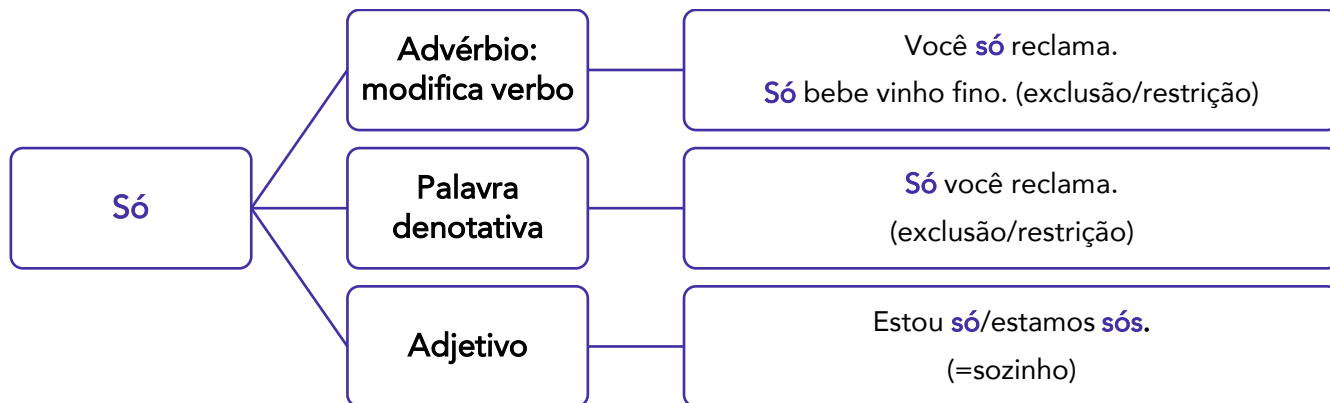 Só
Advérbio:
modifica verbo
Você só reclama.
Só bebe vinho fino. (exclusão/restrição)
Palavra
denotativa
Só você reclama.
(exclusão/restrição)
Adjetivo
Estou só/estamos sós.
(=sozinho)